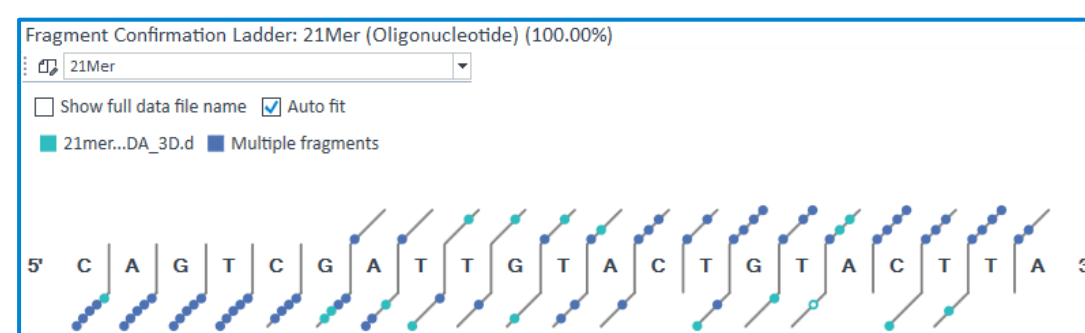 Fragment Confirmation Ladder: 21Mer (Oligonucleotide) (100.00%)
21Mer
Show full data file name Auto fit
21mer...DA_3D.d Multiple fragments
5' C A G T C G A T T G T A C T G T A C T T A 3